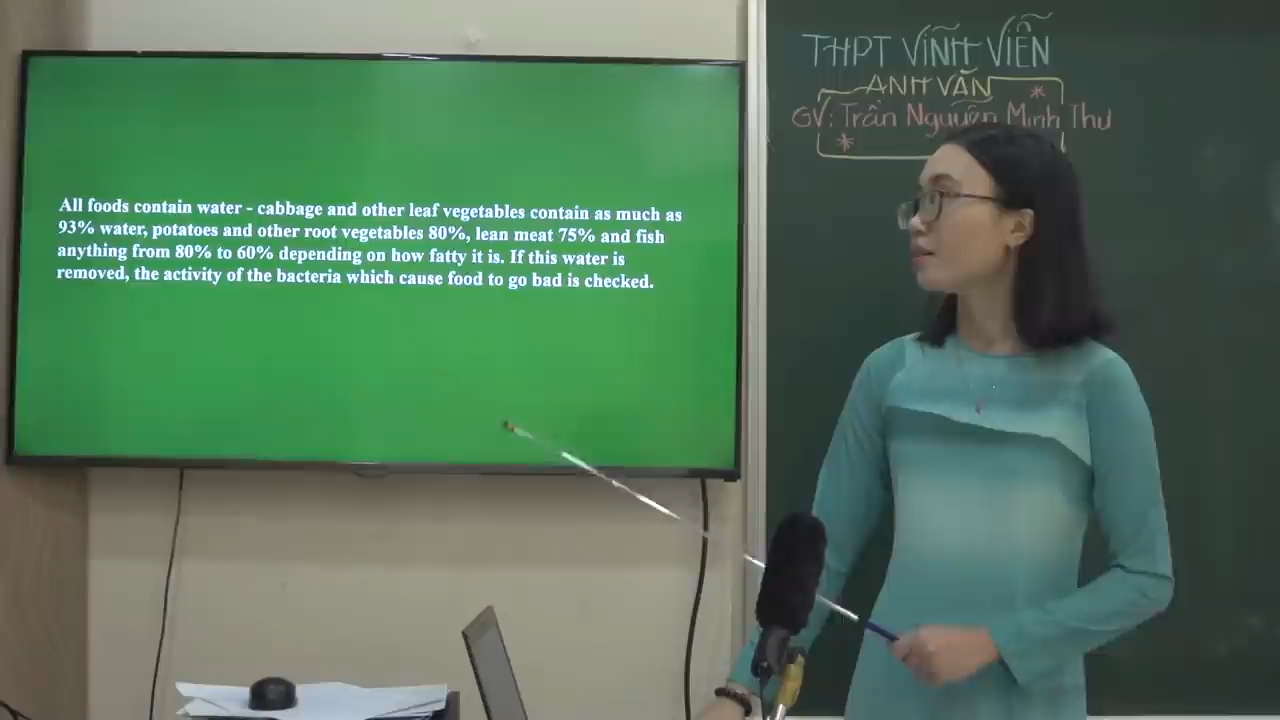 All foods contain water - cabbage and other leaf vegetables contain as much as
93% water, potatoes and other root vegetables 80%, lean meat 75% and fish
anything from 80% to 60% depending on how fatty it is. If this water is
removed, the activity of the bacteria which cause food to go bad is checked.
THPT VĨNH VIỄN
ANH VĂN
GV: Trần Nguyễn Minh Thư